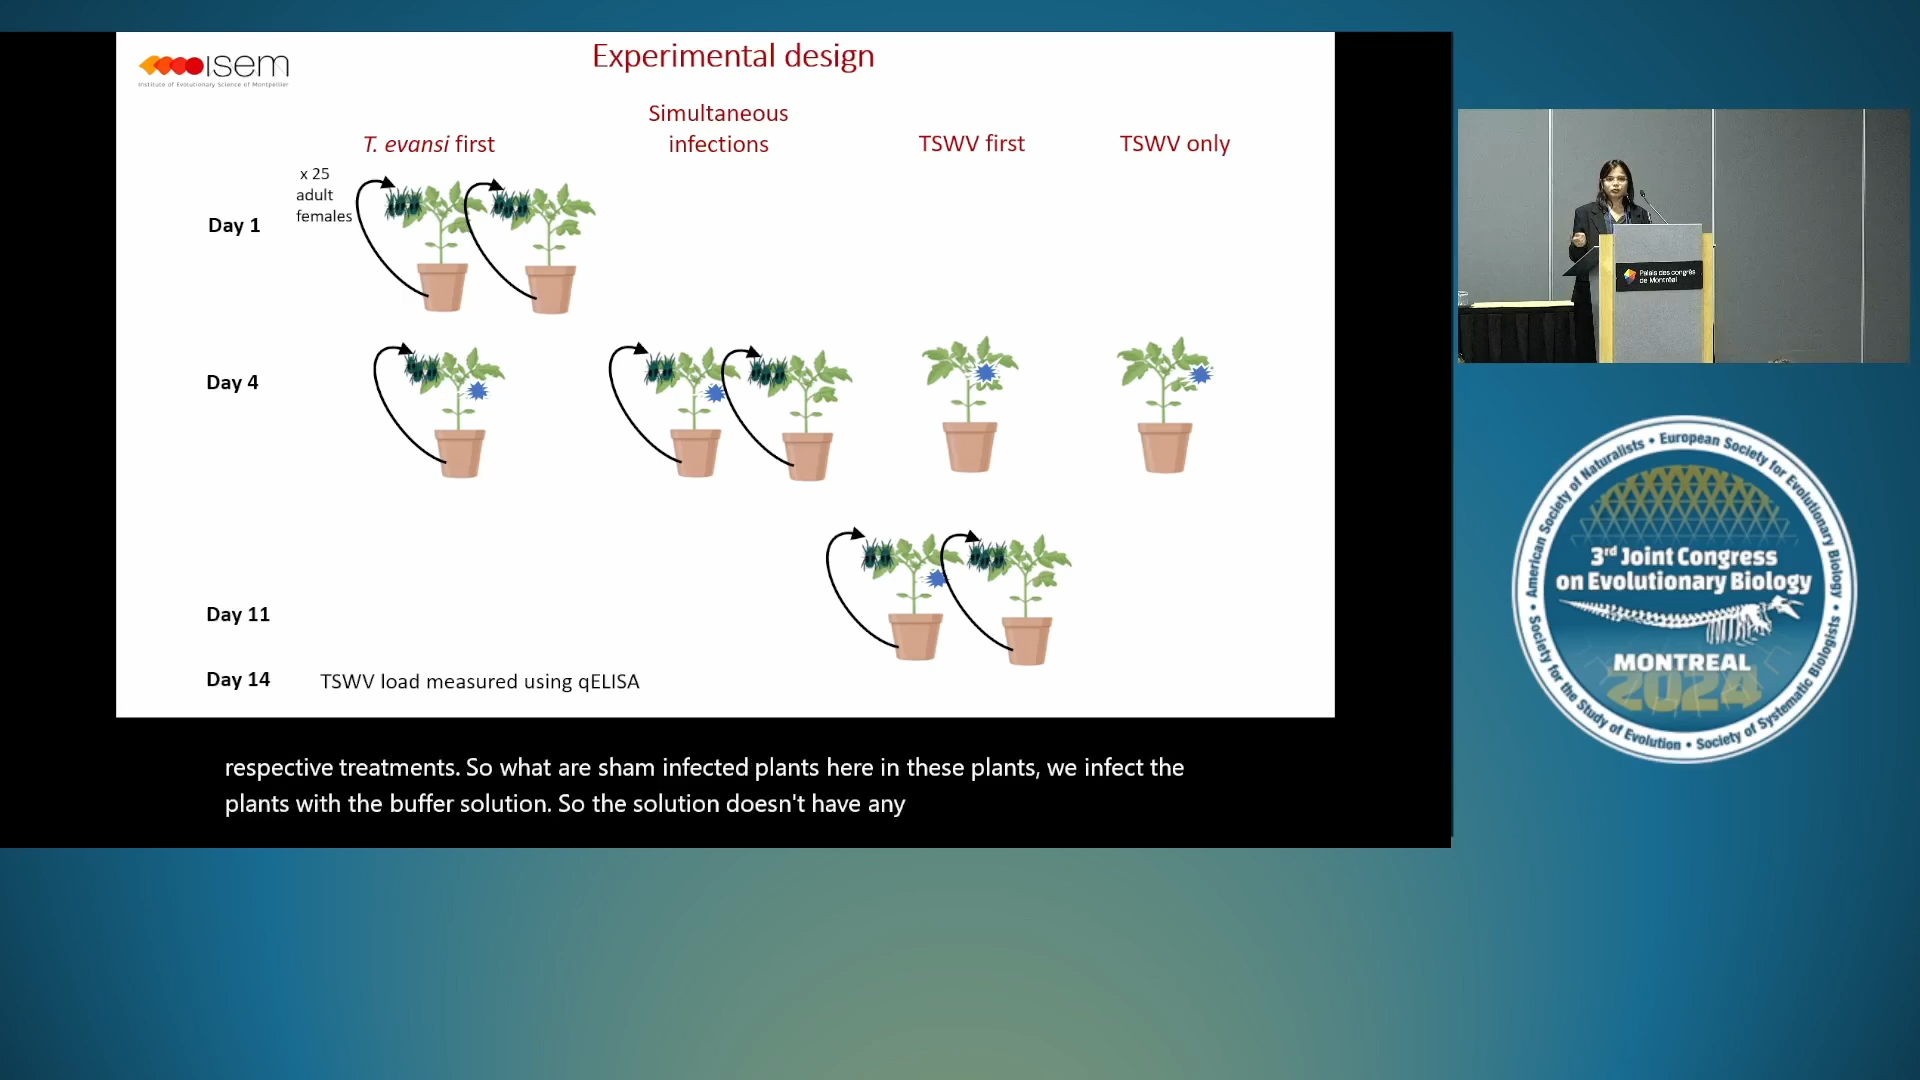 isem
Institute of Evolutionary Science of Montpellier
Experimental design
T. evansi first
Simultaneous
infections
TSWV first
TSWV only
x 25
adult
females
Day 1
Day 4
Day 11
Day 14
TSWV load measured using qELISA
respective treatments. So what are sham infected plants here in these plants, we infect the
plants with the buffer solution. So the solution doesn't have any
Palais des congrès
de Montréal
American Society of Naturalists • European Society for Evolutionary Biology • Society of Systematic Biologists • Society for the Study of Evolution •
3rd Joint Congress
on Evolutionary Biology
MONTREAL
2024